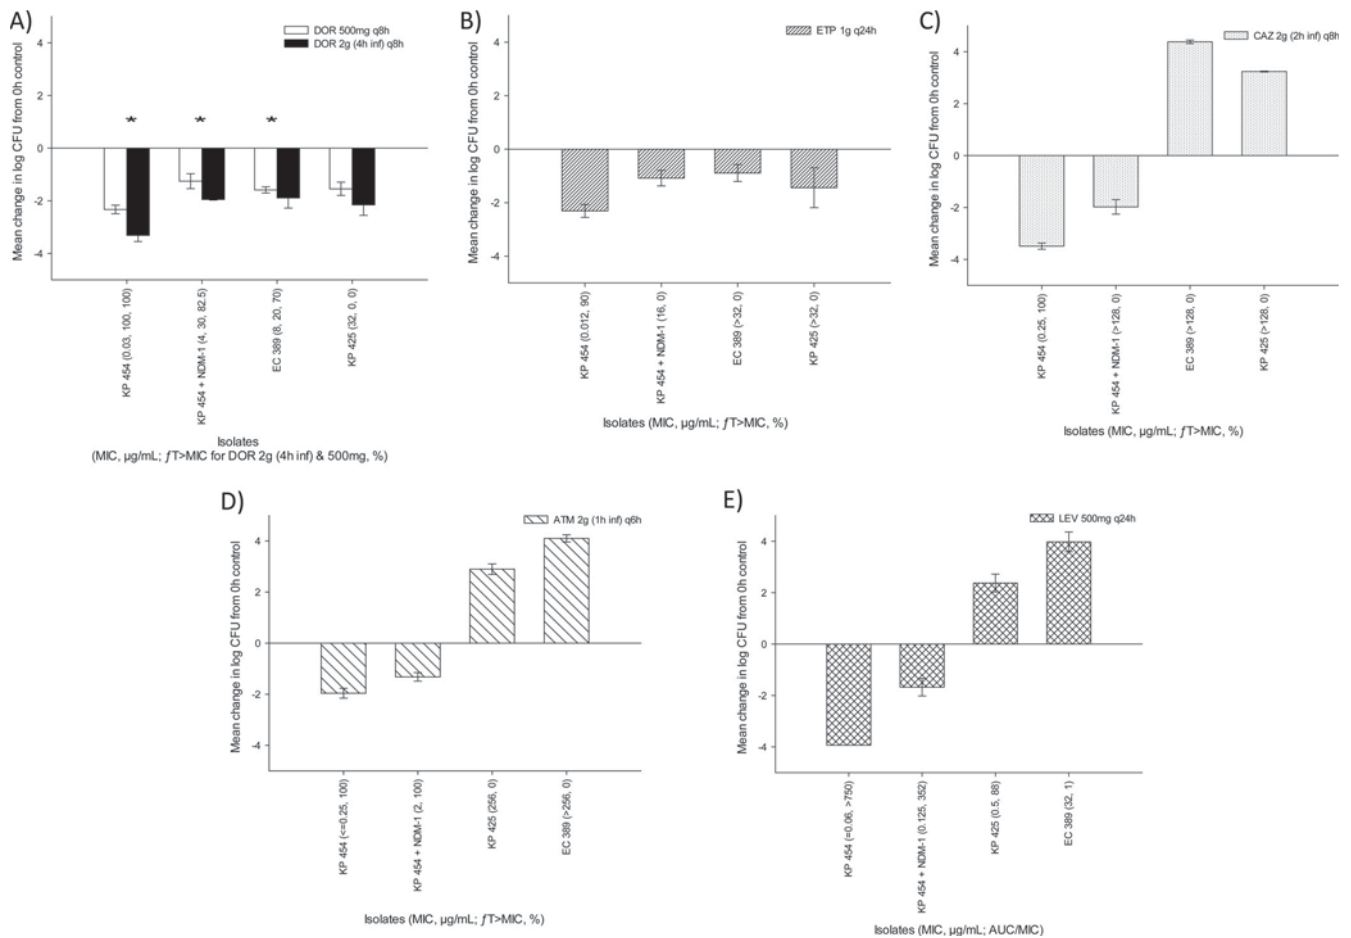 A)
DOR 500mg q8h
DOR 2g (4h inf) q8h
Mean change in log CFU from 0h control
4
2
0
-2
-4
*
*
*
KP 454 (0.03, 100, 100)
KP 454 + NDM-1 (4, 30, 82.5)
EC 389 (8, 20, 70)
KP 425 (32, 0, 0)
Isolates
(MIC, µg/mL; ƒT>MIC for DOR 2g (4h inf) & 500mg, %)
B)
ETP 1g q24h
Mean change in log CFU from 0h control
4
2
0
-2
-4
KP 454 (0.012, 90)
KP 454 + NDM-1 (16, 0)
EC 389 (>32, 0)
KP 425 (>32, 0)
Isolates (MIC, µg/mL; ƒT>MIC, %)
C)
CAZ 2g (2h inf) q8h
Mean change in log CFU from 0h control
4
2
0
-2
-4
KP 454 (0.25, 100)
KP 454 + NDM-1 (>128, 0)
EC 389 (>128, 0)
KP 425 (>128, 0)
Isolates (MIC, µg/mL; ƒT>MIC, %)
D)
ATM 2g (1h inf) q6h
Mean change in log CFU from 0h control
4
2
0
-2
-4
KP 454 (<=0.25, 100)
KP 454 + NDM-1 (2, 100)
KP 425 (256, 0)
EC 389 (>256, 0)
Isolates (MIC, µg/mL; ƒT>MIC, %)
E)
LEV 500mg q24h
Mean change in log CFU from 0h control
4
2
0
-2
-4
KP 454 (=0.06, >750)
KP 454 + NDM-1 (0.125, 352)
KP 425 (0.5, 88)
EC 389 (32, 1)
Isolates (MIC, µg/mL; AUC/MIC)